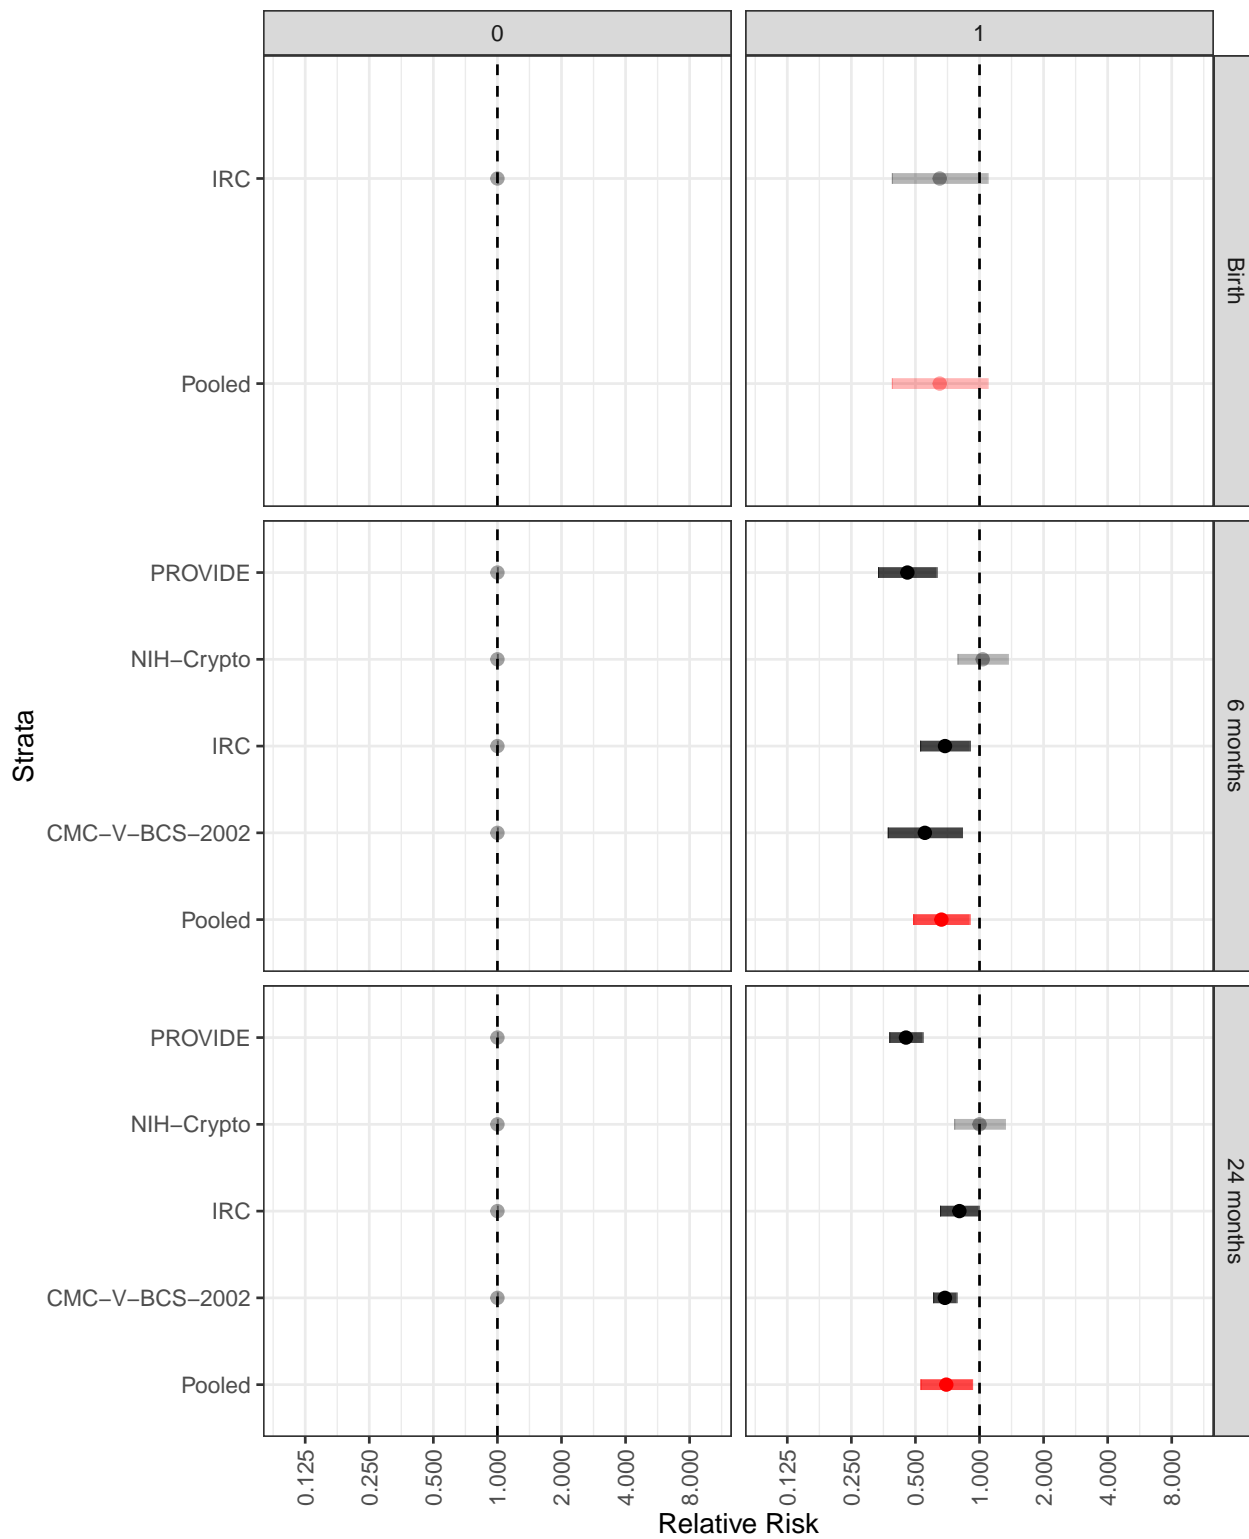 0 1
IRC
Pooled
Birth
PROVIDE
NIH−Crypto
IRC
CMC−V−BCS−2002
Pooled
6 months
PROVIDE
NIH−Crypto
IRC
CMC−V−BCS−2002
Pooled
24 months
Strata
0.125 0.250 0.500 1.000 2.000 4.000 8.000 0.125 0.250 0.500 1.000 2.000 4.000 8.000
Relative Risk